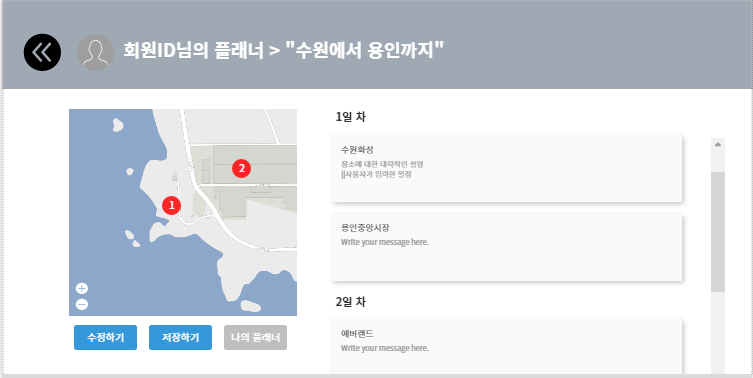 회원ID님의 플래너 > "수원에서 용인까지"
1일 차
수원화성
장소에 대한 대략적인 설명
||사용자가 입력한 일정
2
1
용인중앙시장
Write your message here.
2일 차
에버랜드
Write your message here.
수정하기
저장하기
나의 플래너